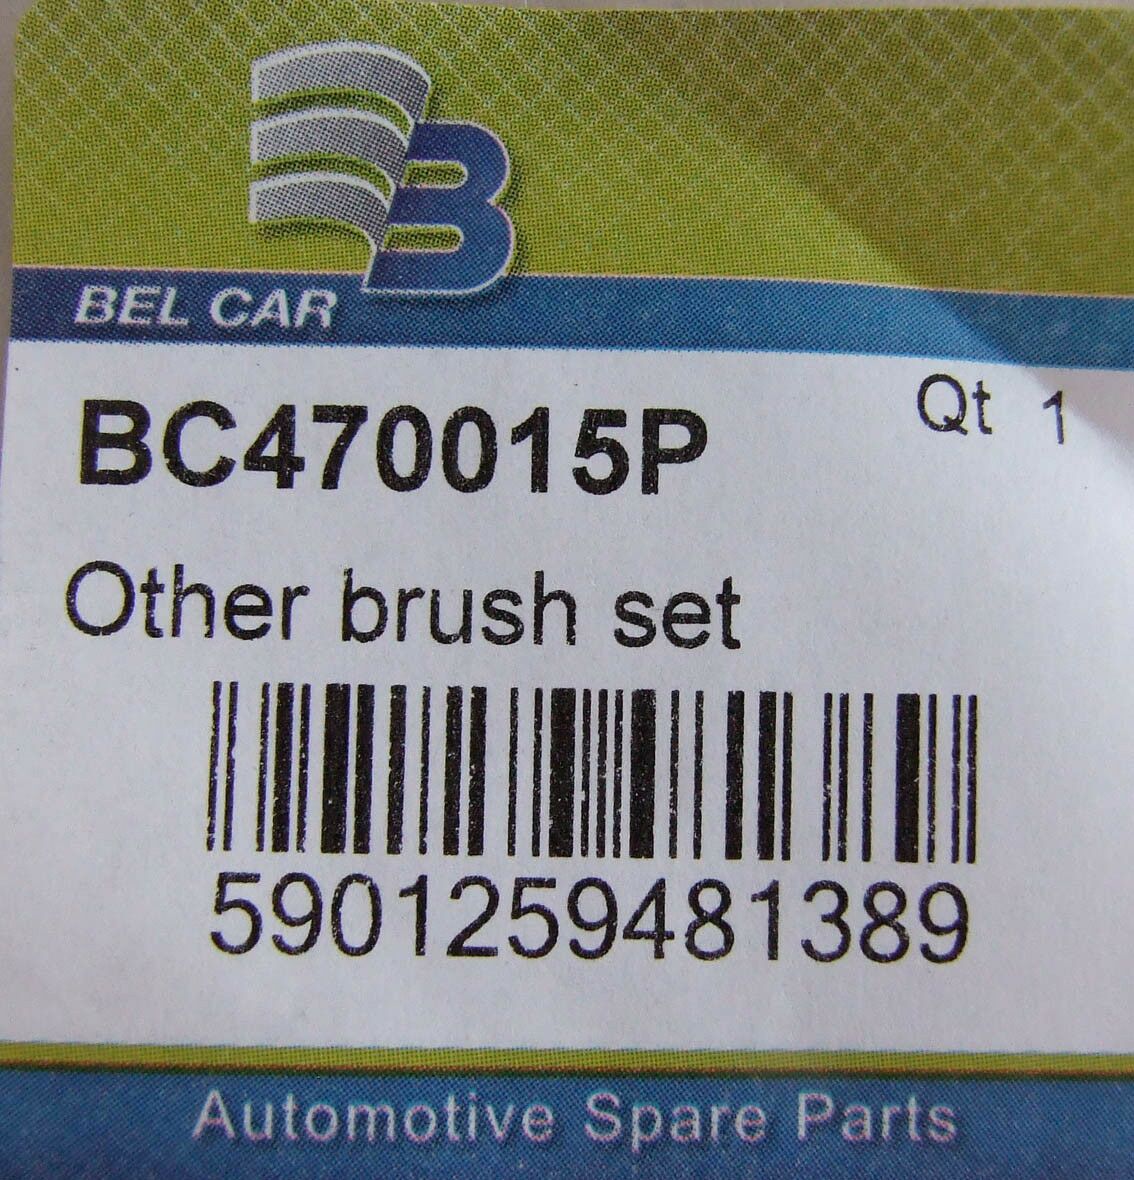 B
BEL CAR
BC470015P
Qt 1
Other brush set
5901259481389
Automotive Spare Parts